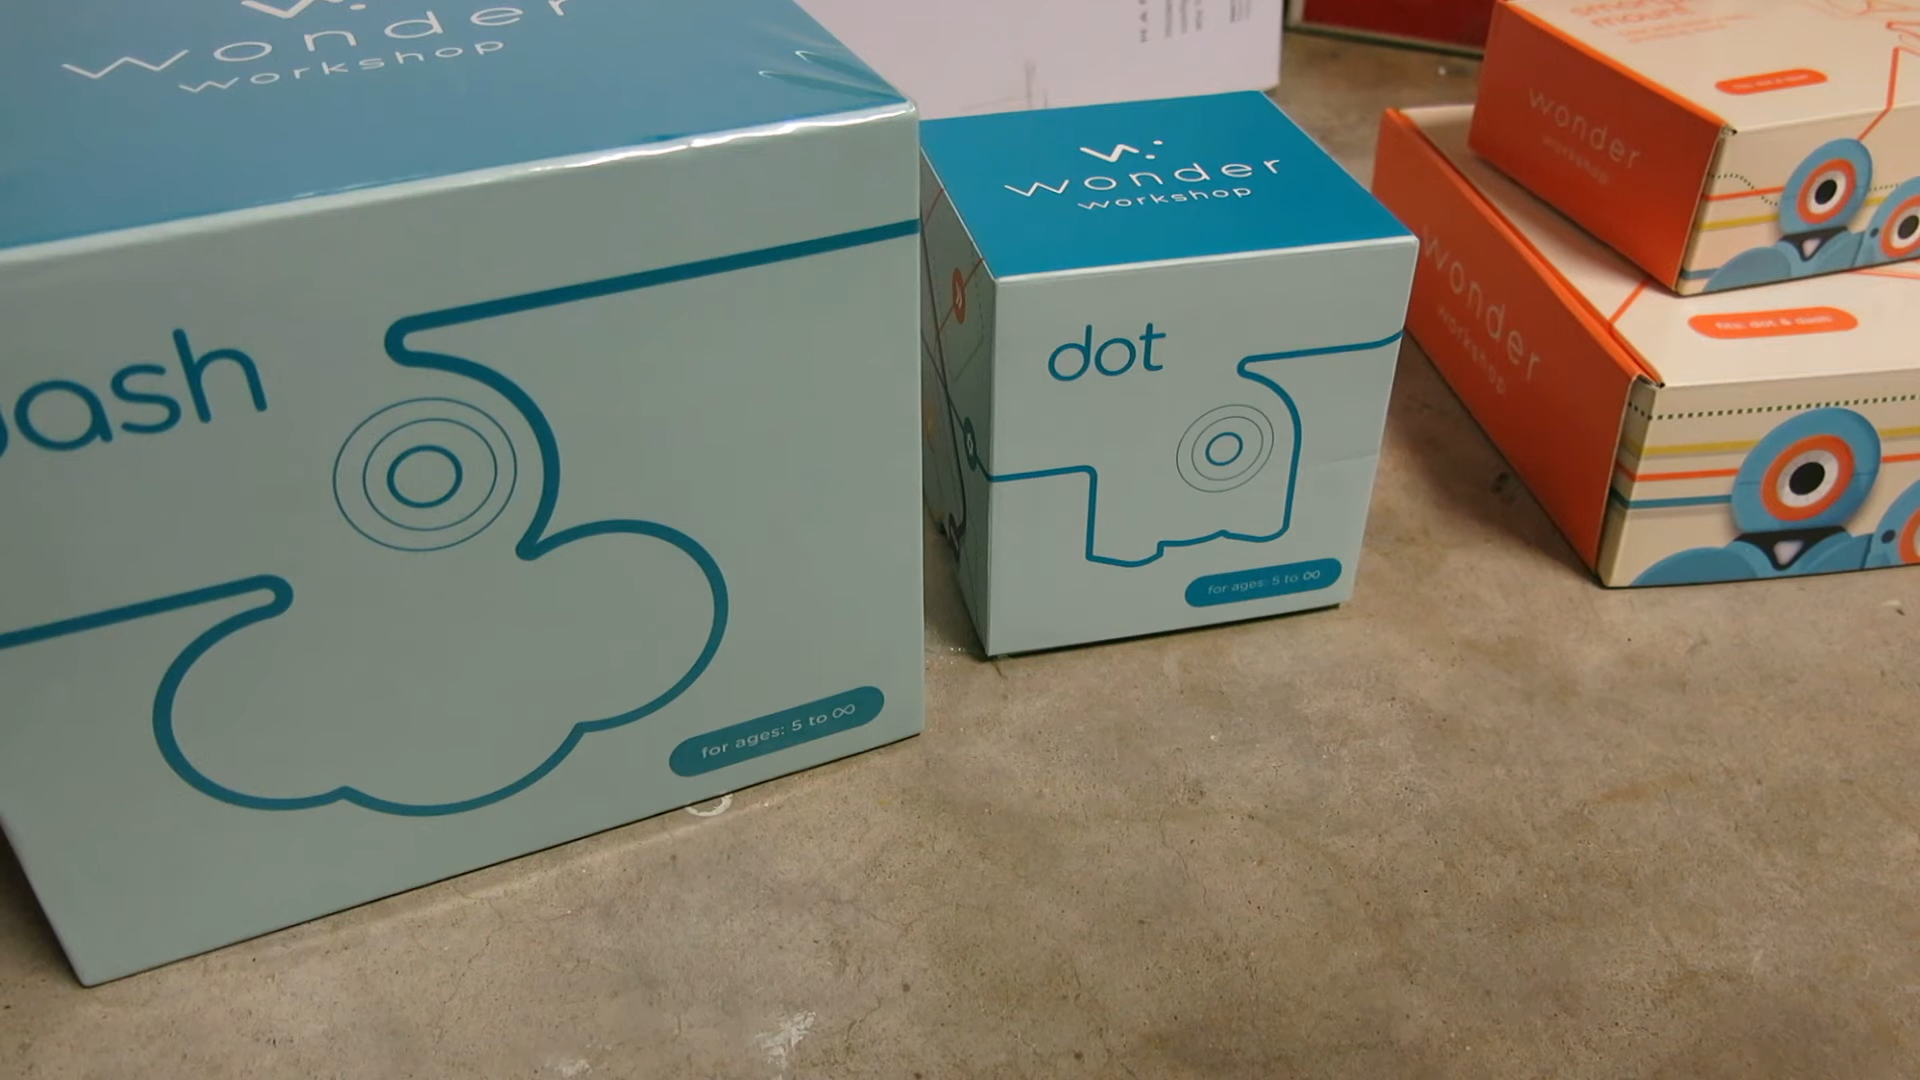 wonder
workshop
dash
for ages: 5 to ∞
wonder
workshop
dot
for ages: 5 to ∞
wonder
workshop
wonder
workshop
fits: dot & dash